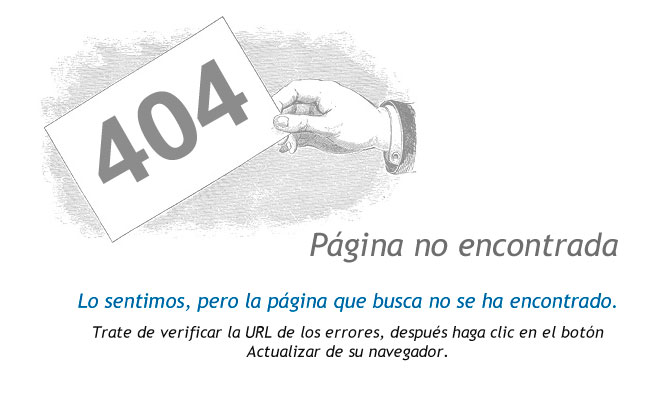 404
Página no encontrada
Lo sentimos, pero la página que busca no se ha encontrado.
Trate de verificar la URL de los errores, después haga clic en el botón
Actualizar de su navegador.